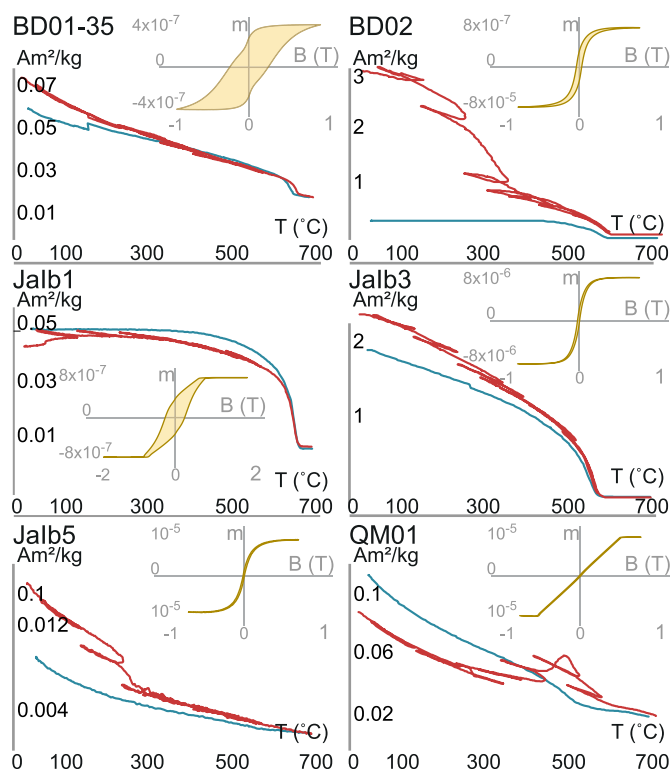 BD01-35
Am²/kg
4x10⁻⁷
m
0
B (T)
-4x10⁻⁷
-1
0
1
0.07
0.05
0.03
0.01
T (˚C)
0
100
300
500
700
BD02
Am²/kg
8x10⁻⁷
m
0
B (T)
-8x10⁻⁵
-1
0
1
3
2
1
T (˚C)
0
100
300
500
700
Jalb1
Am²/kg
0.05
0.03
0.01
8x10⁻⁷
m
0
B (T)
-8x10⁻⁷
-2
0
2
T (˚C)
0
100
300
500
700
Jalb3
Am²/kg
8x10⁻⁶
m
0
B (T)
-8x10⁻⁶
-1
0
1
2
1
T (˚C)
0
100
300
500
700
Jalb5
Am²/kg
10⁻⁵
m
0
B (T)
10⁻⁵
-1
0
1
0.1
0.012
0.004
T (˚C)
0
100
300
500
700
QM01
Am²/kg
10⁻⁵
m
0
B (T)
10⁻⁵
-1
0
1
0.1
0.06
0.02
T (˚C)
0
100
300
500
700